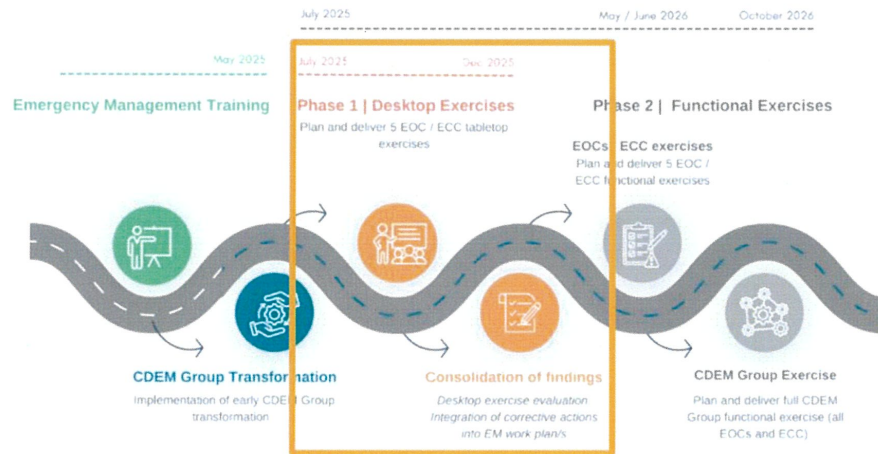 July 2025
May / June 2026
October 2026
May 2025
July 2025
Dec 2025
Emergency Management Training
Phase 1 | Desktop Exercises
Plan and deliver 5 EOC / ECC tabletop
exercises
Phase 2 | Functional Exercises
EOCs / ECC exercises
Plan and deliver 5 EOC /
ECC functional exercises
CDEM Group Transformation
Implementation of early CDEM Group
transformation
Consolidation of findings
Desktop exercise evaluation
Integration of corrective actions
into EM work plan/s
CDEM Group Exercise
Plan and deliver full CDEM
Group functional exercise (all
EOCs and ECC)